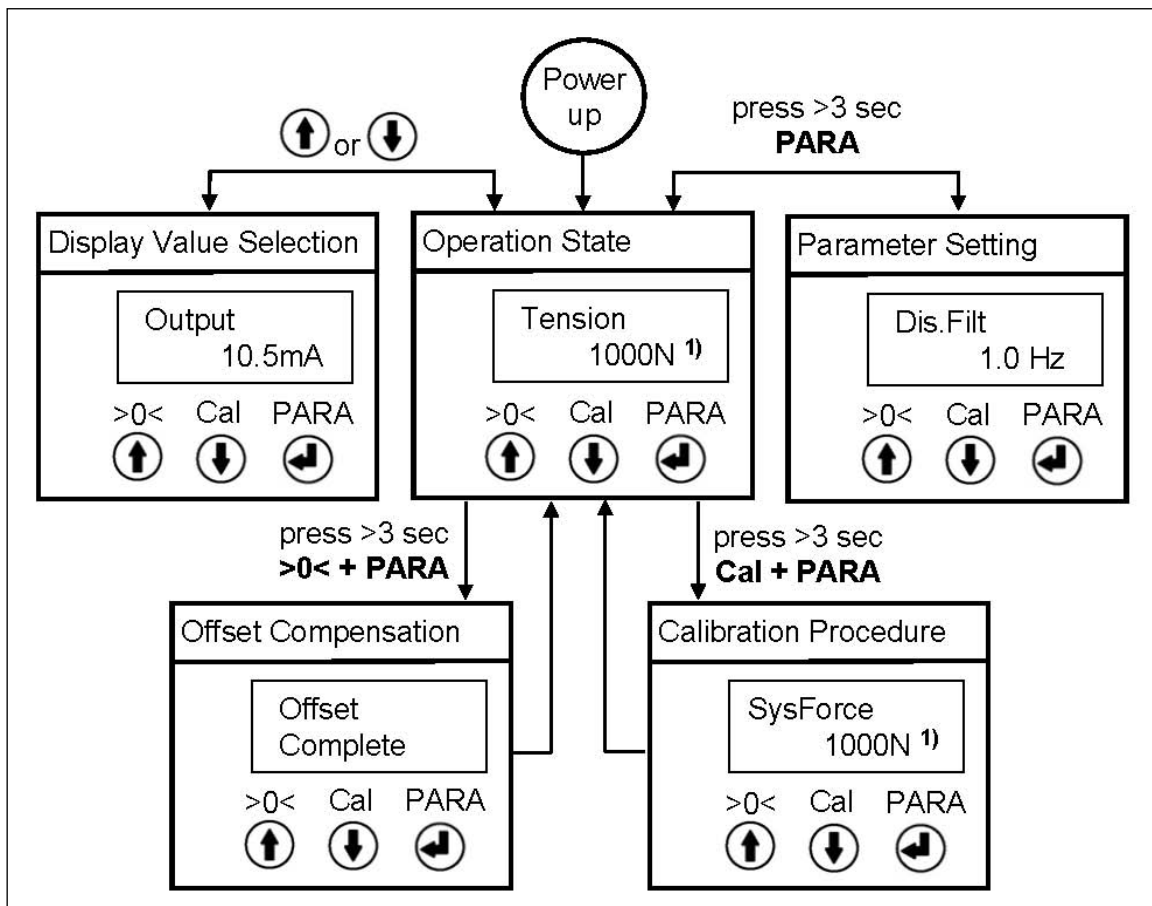 Power
up
or
press >3 sec
PARA
Display Value Selection
Output
10.5mA
>0< Cal PARA
Operation State
Tension
1000N 1)
>0< Cal PARA
Parameter Setting
Dis.Filt
1.0 Hz
>0< Cal PARA
press >3 sec
>0< + PARA
press >3 sec
Cal + PARA
Offset Compensation
Offset
Complete
>0< Cal PARA
Calibration Procedure
SysForce
1000N 1)
>0< Cal PARA